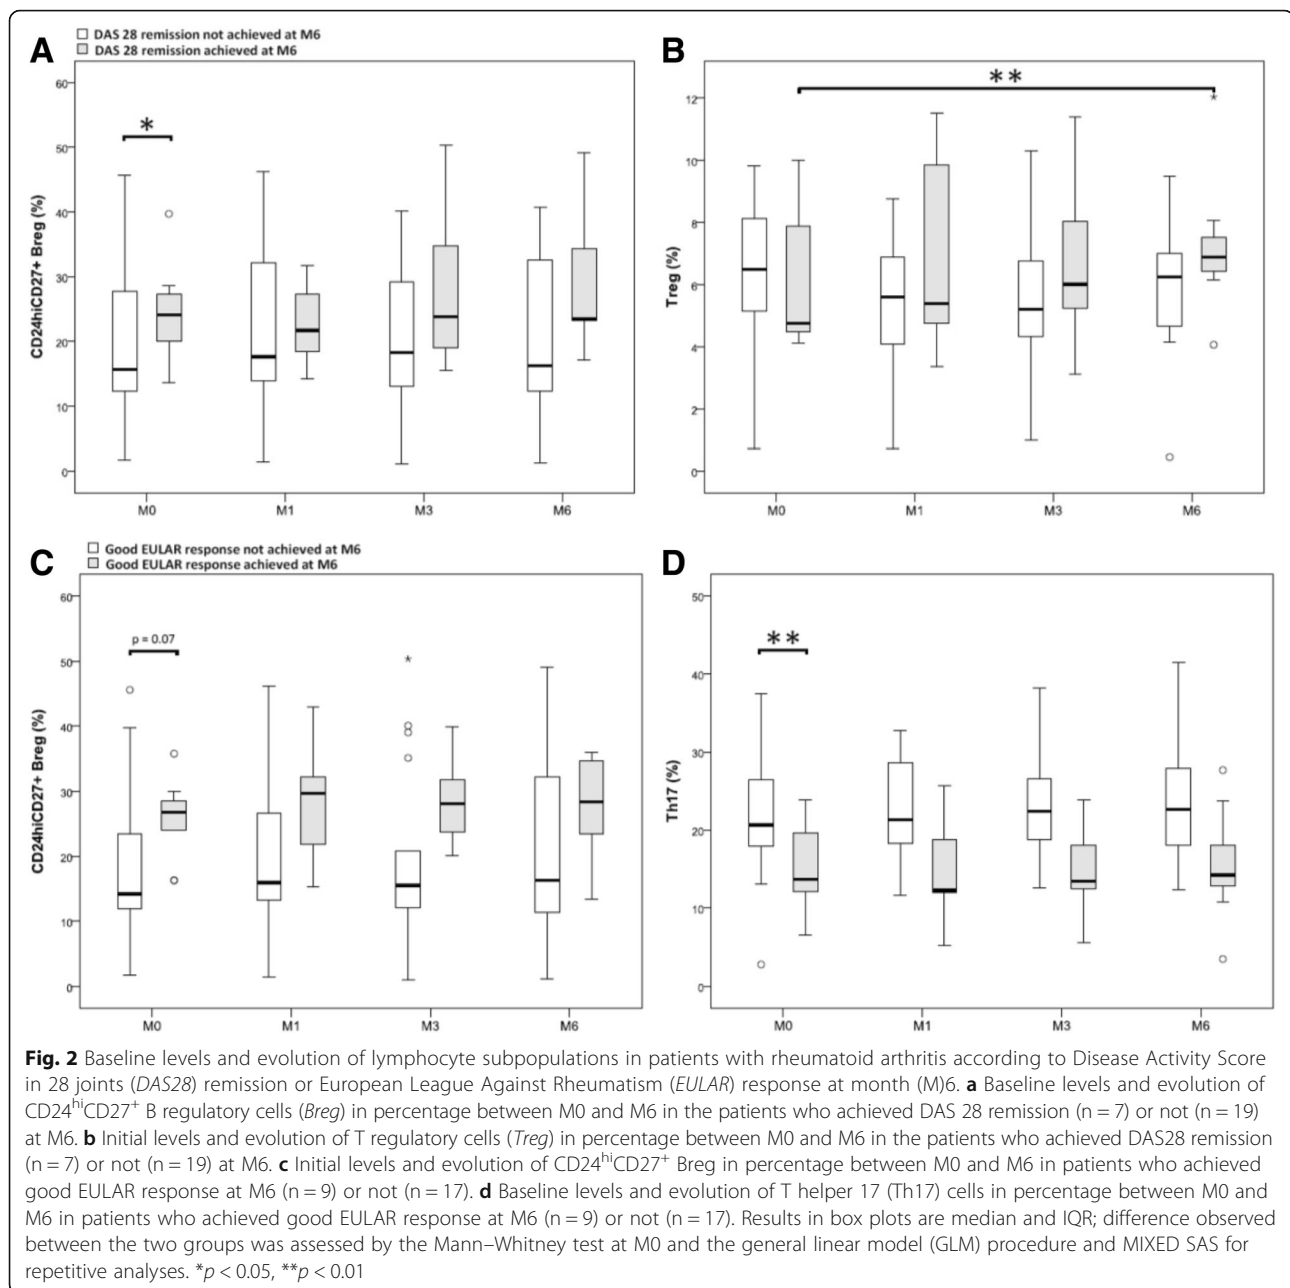 A
DAS 28 remission not achieved at M6
DAS 28 remission achieved at M6
CD24hiCD27+ Breg (%)
60
50
40
30
20
10
0
*
M0 M1 M3 M6
B
Treg (%)
12
10
8
6
4
2
0
**
*
M0 M1 M3 M6
C
Good EULAR response not achieved at M6
Good EULAR response achieved at M6
CD24hiCD27+ Breg (%)
60
50
40
30
20
10
0
p = 0.07
*
M0 M1 M3 M6
D
Th17 (%)
50
40
30
20
10
0
**
M0 M1 M3 M6
Fig. 2 Baseline levels and evolution of lymphocyte subpopulations in patients with rheumatoid arthritis according to Disease Activity Score
in 28 joints (DAS28) remission or European League Against Rheumatism (EULAR) response at month (M)6. a Baseline levels and evolution of
CD24hiCD27+ B regulatory cells (Breg) in percentage between M0 and M6 in the patients who achieved DAS 28 remission (n = 7) or not (n = 19)
at M6. b Initial levels and evolution of T regulatory cells (Treg) in percentage between M0 and M6 in the patients who achieved DAS28 remission
(n = 7) or not (n = 19) at M6. c Initial levels and evolution of CD24hiCD27+ Breg in percentage between M0 and M6 in patients who achieved
good EULAR response at M6 (n = 9) or not (n = 17). d Baseline levels and evolution of T helper 17 (Th17) cells in percentage between M0 and
M6 in patients who achieved good EULAR response at M6 (n = 9) or not (n = 17). Results in box plots are median and IQR; difference observed
between the two groups was assessed by the Mann–Whitney test at M0 and the general linear model (GLM) procedure and MIXED SAS for
repetitive analyses. *p < 0.05, **p < 0.01